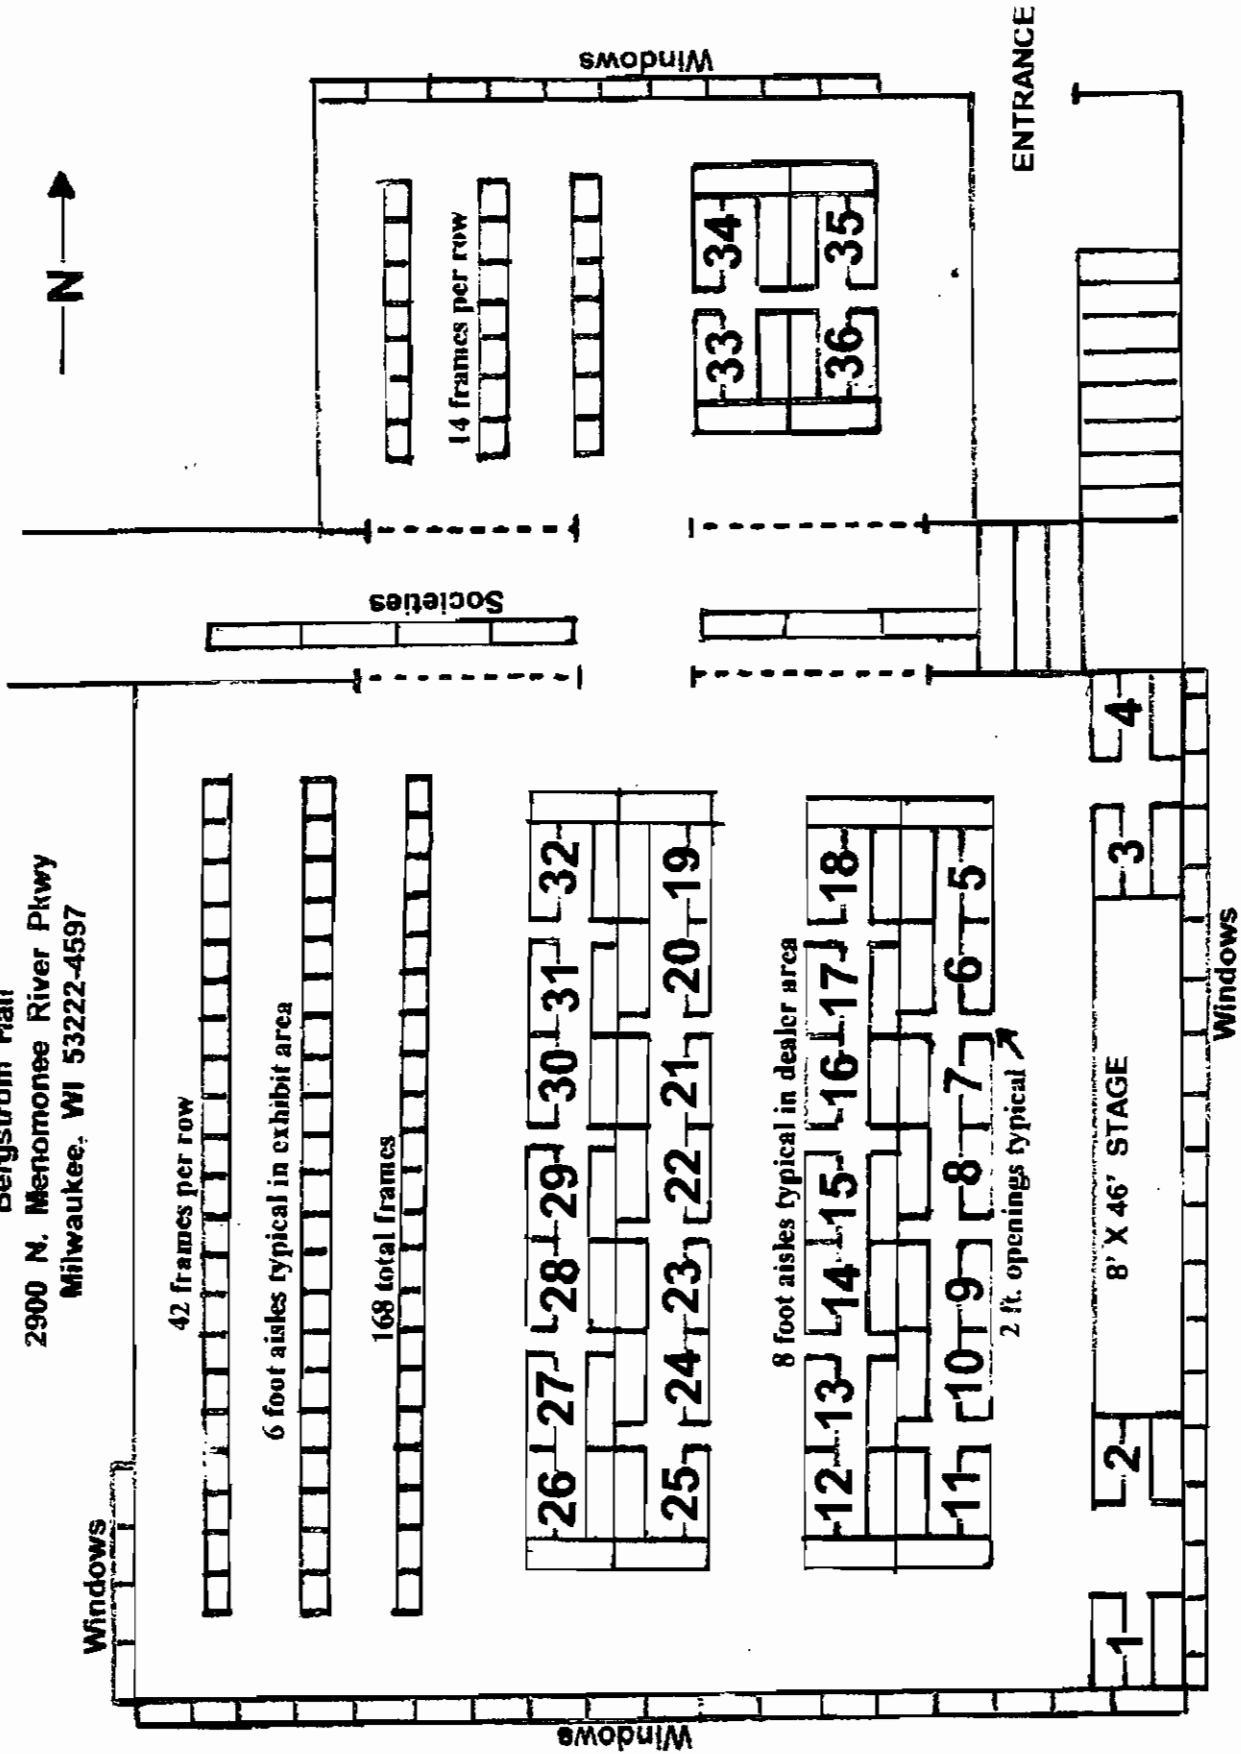 Bergstrom Hall
2900 N. Menomonee River Pkwy
Milwaukee, WI 53222-4597
N
Windows
Windows
Windows
Windows
ENTRANCE
Societies
14 frames per row
42 frames per row
6 foot aisles typical in exhibit area
168 total frames
8 foot aisles typical in dealer area
2 ft. openings typical
8' X 46' STAGE
33 34
36 35
26 27 28 29 30 31 32
25 24 23 22 21 20 19
12 13 14 15 16 17 18
11 10 9 8 7 6 5
1 2 3 4